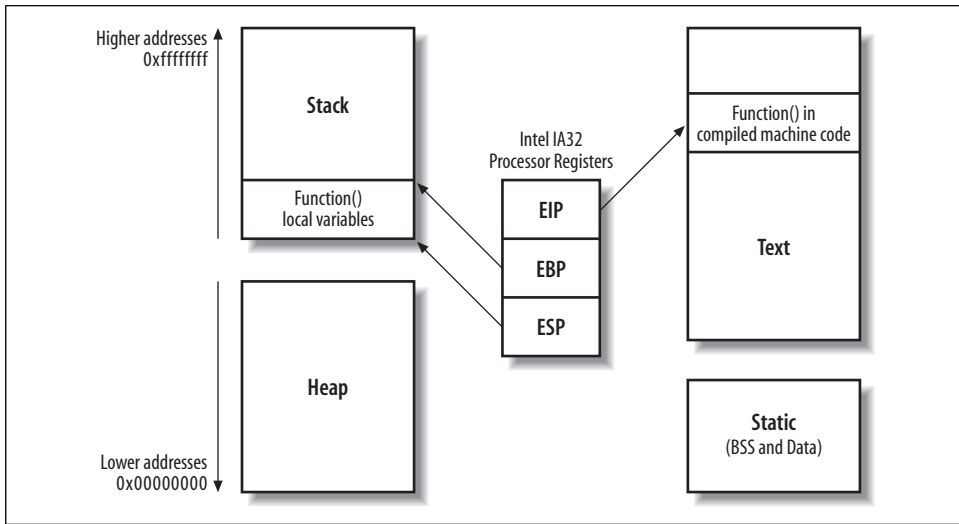 Higher addresses
0xffffffff
Stack
Function()
local variables
Heap
Lower addresses
0x00000000
Intel IA32
Processor Registers
EIP
EBP
ESP
Function() in
compiled machine code
Text
Static
(BSS and Data)